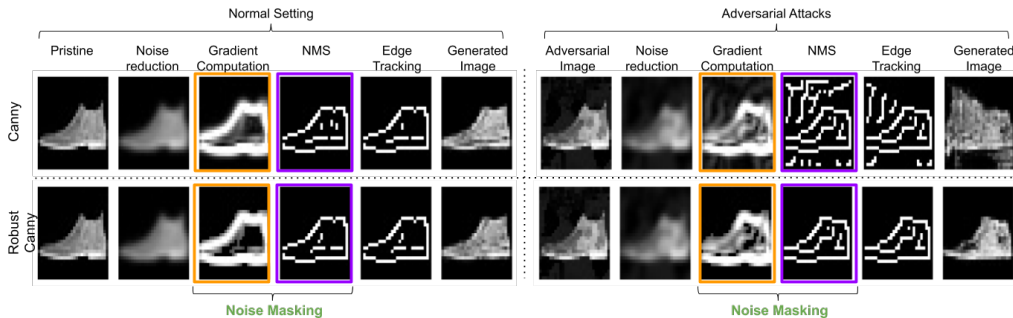 Normal Setting
Adversarial Attacks
Pristine
Noise
reduction
Gradient
Computation
NMS
Edge
Tracking
Generated
Image
Adversarial
Image
Noise
reduction
Gradient
Computation
NMS
Edge
Tracking
Generated
Image
Canny
Robust
Canny
Noise Masking
Noise Masking